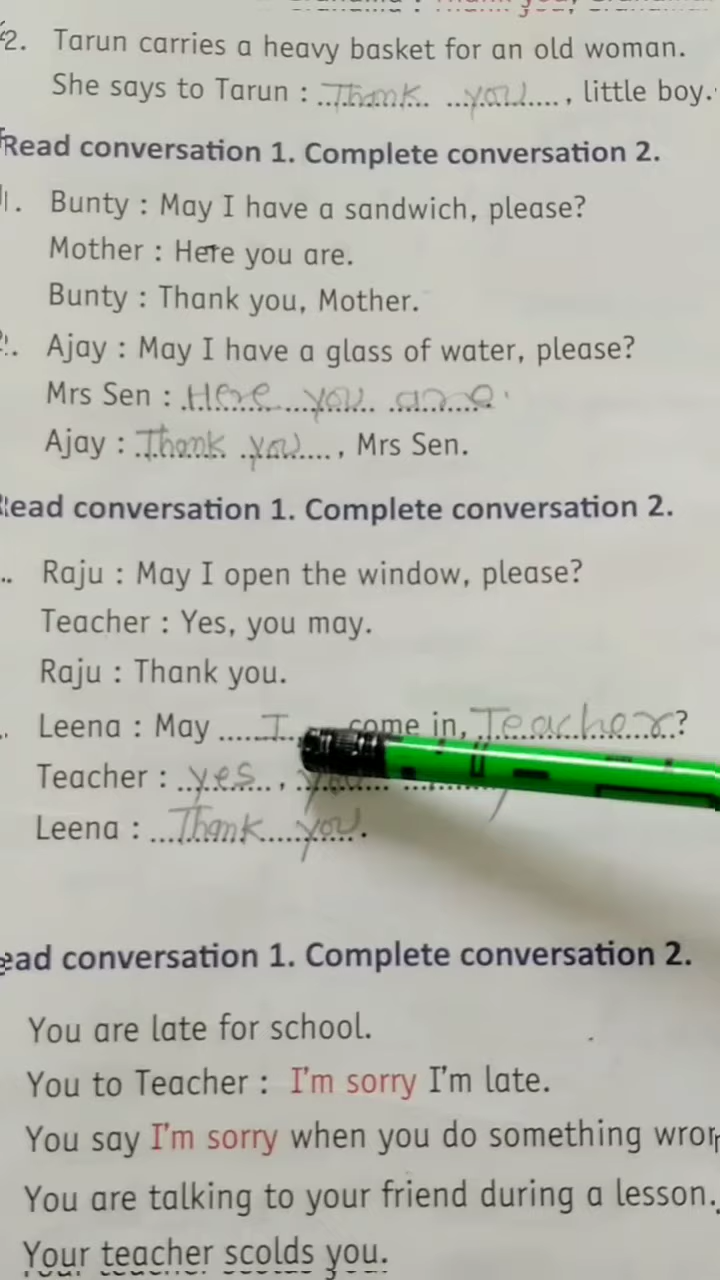 2. Tarun carries a heavy basket for an old woman.
She says to Tarun : Thank you, little boy.
Read conversation 1. Complete conversation 2.
1. Bunty : May I have a sandwich, please?
Mother : Here you are.
Bunty : Thank you, Mother.
2. Ajay : May I have a glass of water, please?
Mrs Sen : Here you are.
Ajay : Thank you, Mrs Sen.
Read conversation 1. Complete conversation 2.
Raju : May I open the window, please?
Teacher : Yes, you may.
Raju : Thank you.
Leena : May I come in, Teacher?
Teacher : yes, you
Leena : Thank you.
ead conversation 1. Complete conversation 2.
You are late for school.
You to Teacher : I'm sorry I'm late.
You say I'm sorry when you do something wron
You are talking to your friend during a lesson.
Your teacher scolds you.